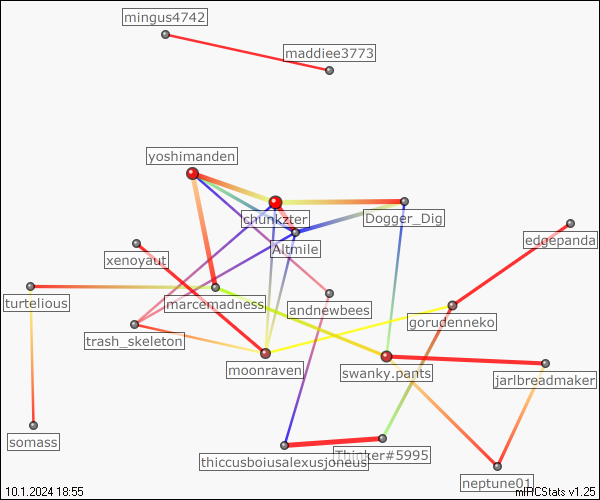 mingus4742
maddiee3773
yoshimanden
chunkzter
Dogger_Dig
edgepanda
Altmile
xenoyaut
turtelious
marcemadness
andnewbees
gorudenneko
trash_skeleton
moonraven
swanky.pants
jarlbreadmaker
somass
Thinker#5995
thiccusboiusalexusjoneus
neptune01
10.1.2024 18:55
mIRCStats v1.25